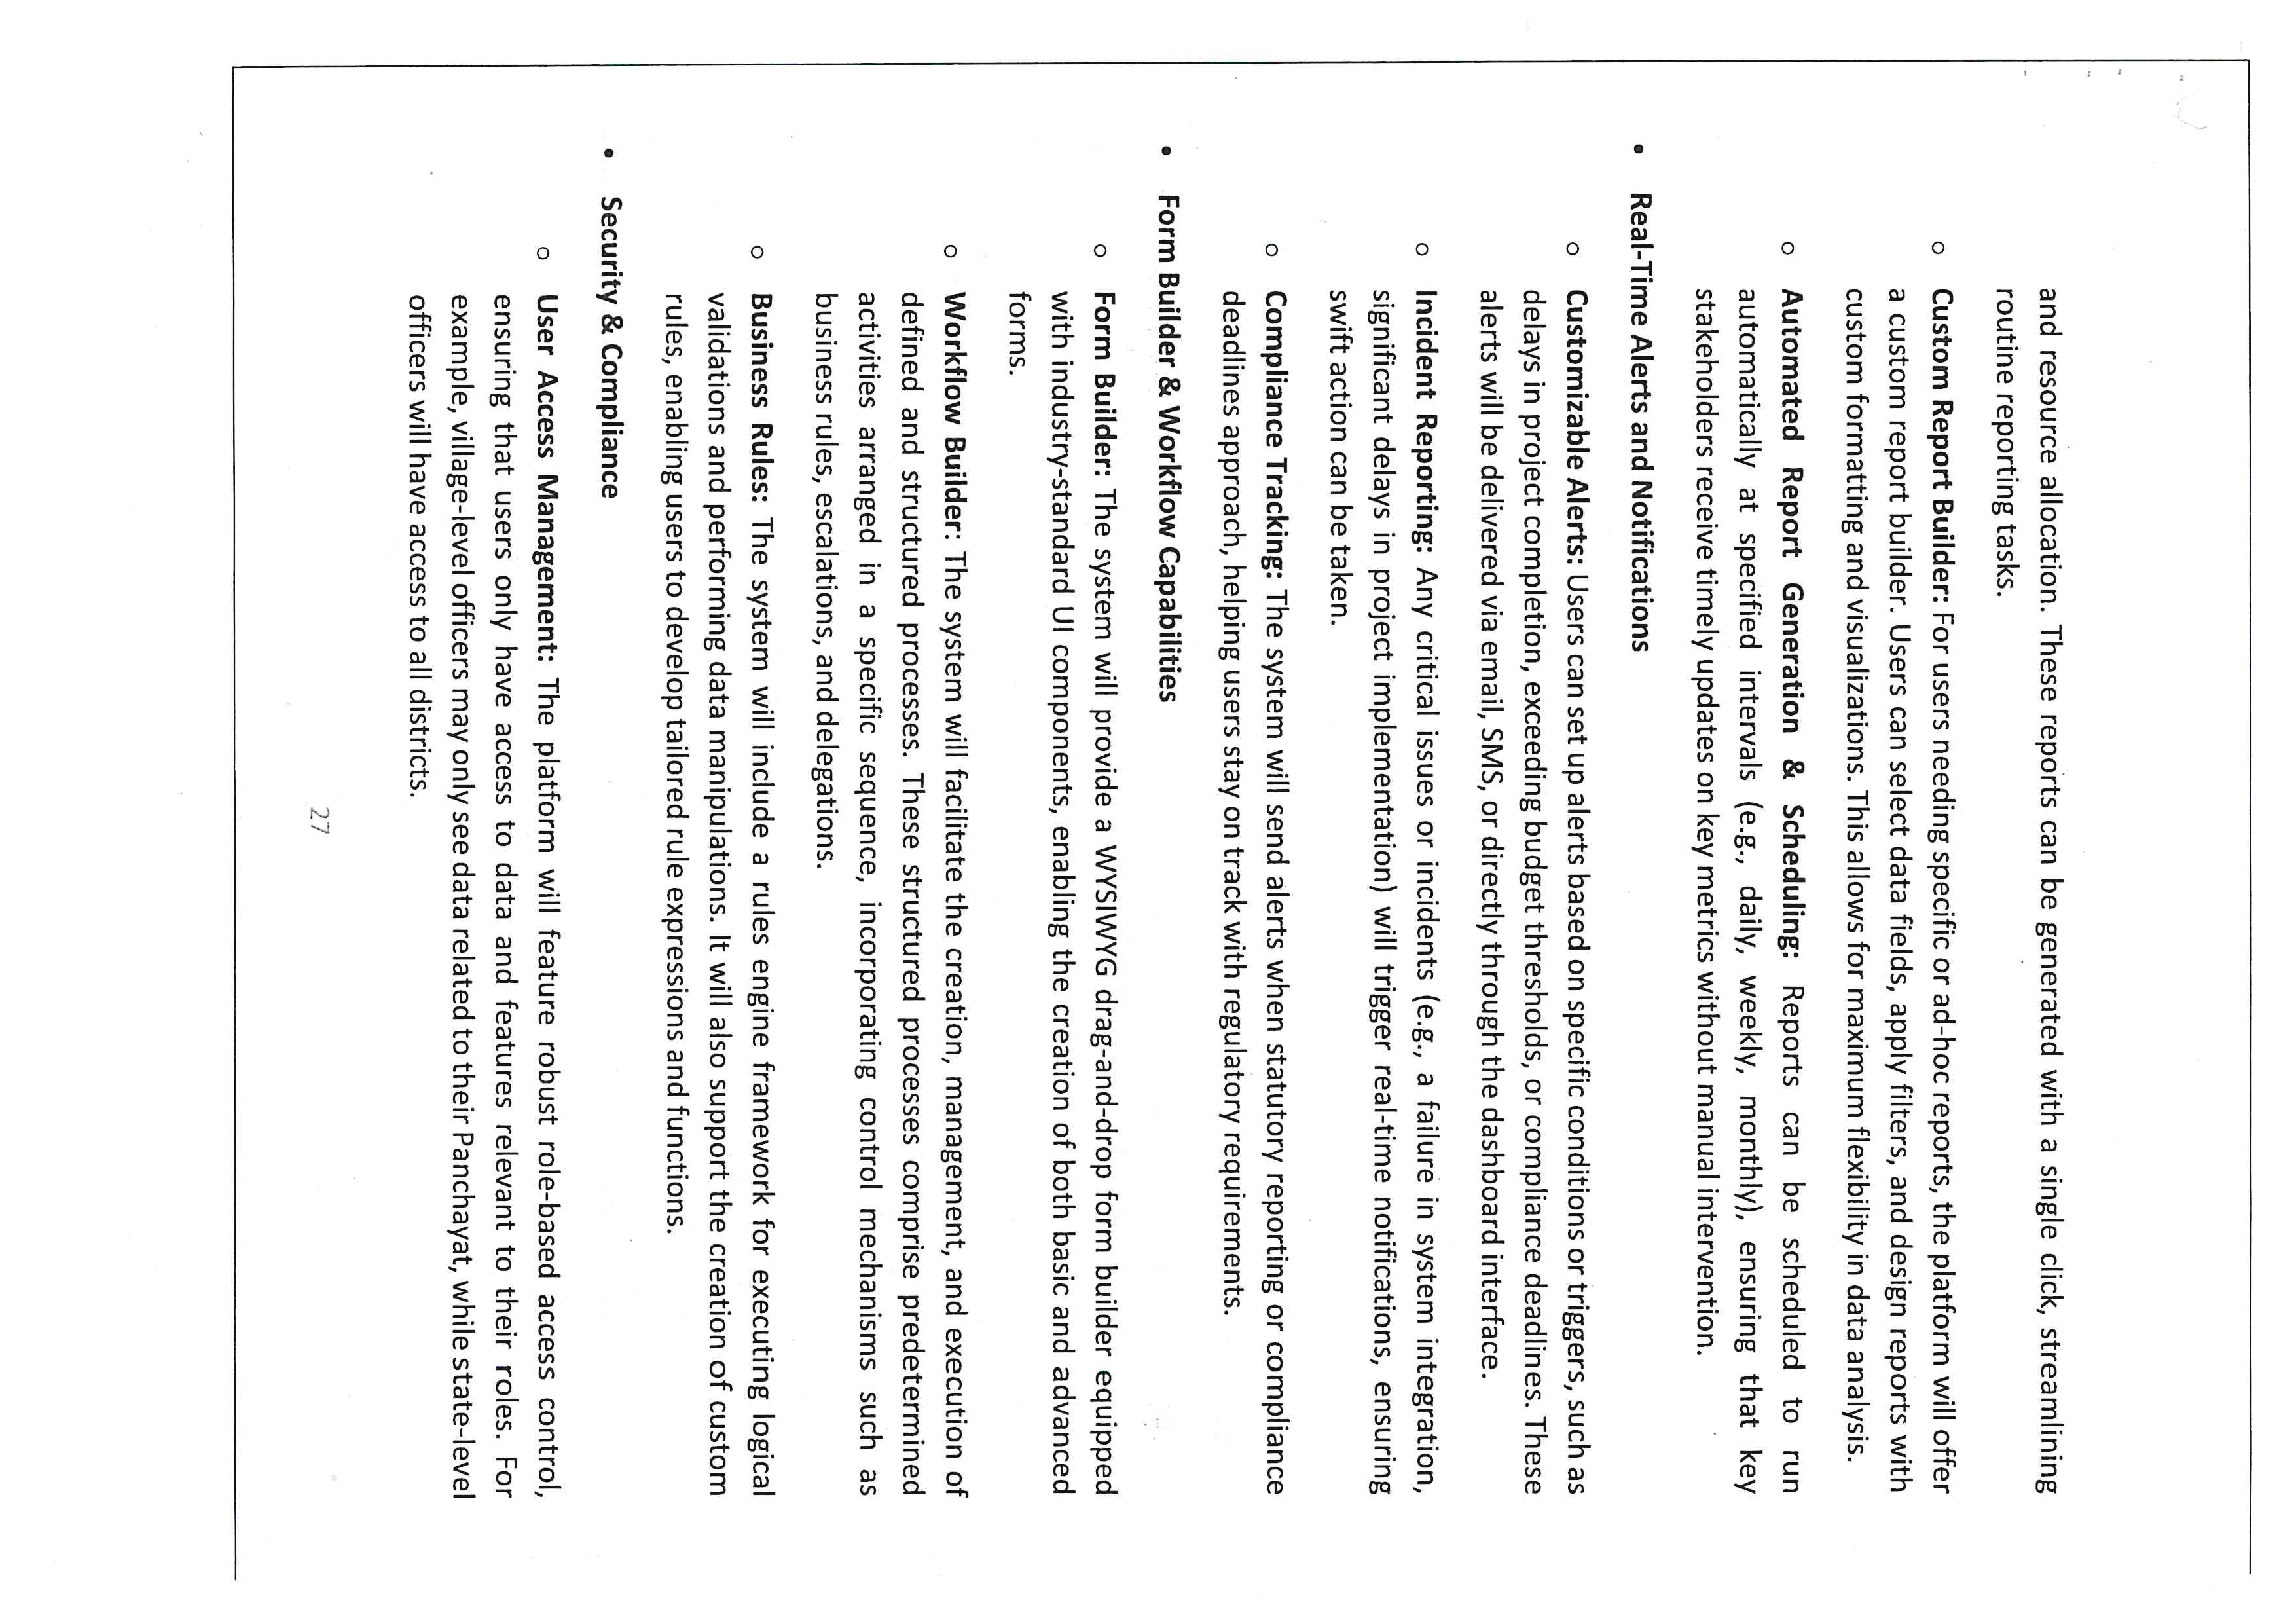 and resource allocation. These reports can be generated with a single click, streamlining
routine reporting tasks.
o Custom Report Builder: For users needing specific or ad-hoc reports, the platform will offer
a custom report builder. Users can select data fields, apply filters, and design reports with
custom formatting and visualizations. This allows for maximum flexibility in data analysis.
o Automated Report Generation & Scheduling: Reports can be scheduled to run
automatically at specified intervals (e.g., daily, weekly, monthly), ensuring that key
stakeholders receive timely updates on key metrics without manual intervention.
• Real-Time Alerts and Notifications
o Customizable Alerts: Users can set up alerts based on specific conditions or triggers, such as
delays in project completion, exceeding budget thresholds, or compliance deadlines. These
alerts will be delivered via email, SMS, or directly through the dashboard interface.
o Incident Reporting: Any critical issues or incidents (e.g., a failure in system integration,
significant delays in project implementation) will trigger real-time notifications, ensuring
swift action can be taken.
o Compliance Tracking: The system will send alerts when statutory reporting or compliance
deadlines approach, helping users stay on track with regulatory requirements.
• Form Builder & Workflow Capabilities
o Form Builder: The system will provide a WYSIWYG drag-and-drop form builder equipped
with industry-standard UI components, enabling the creation of both basic and advanced
forms.
o Workflow Builder: The system will facilitate the creation, management, and execution of
defined and structured processes. These structured processes comprise predetermined
activities arranged in a specific sequence, incorporating control mechanisms such as
business rules, escalations, and delegations.
o Business Rules: The system will include a rules engine framework for executing logical
validations and performing data manipulations. It will also support the creation of custom
rules, enabling users to develop tailored rule expressions and functions.
• Security & Compliance
o User Access Management: The platform will feature robust role-based access control,
ensuring that users only have access to data and features relevant to their roles. For
example, village-level officers may only see data related to their Panchayat, while state-level
officers will have access to all districts.
27